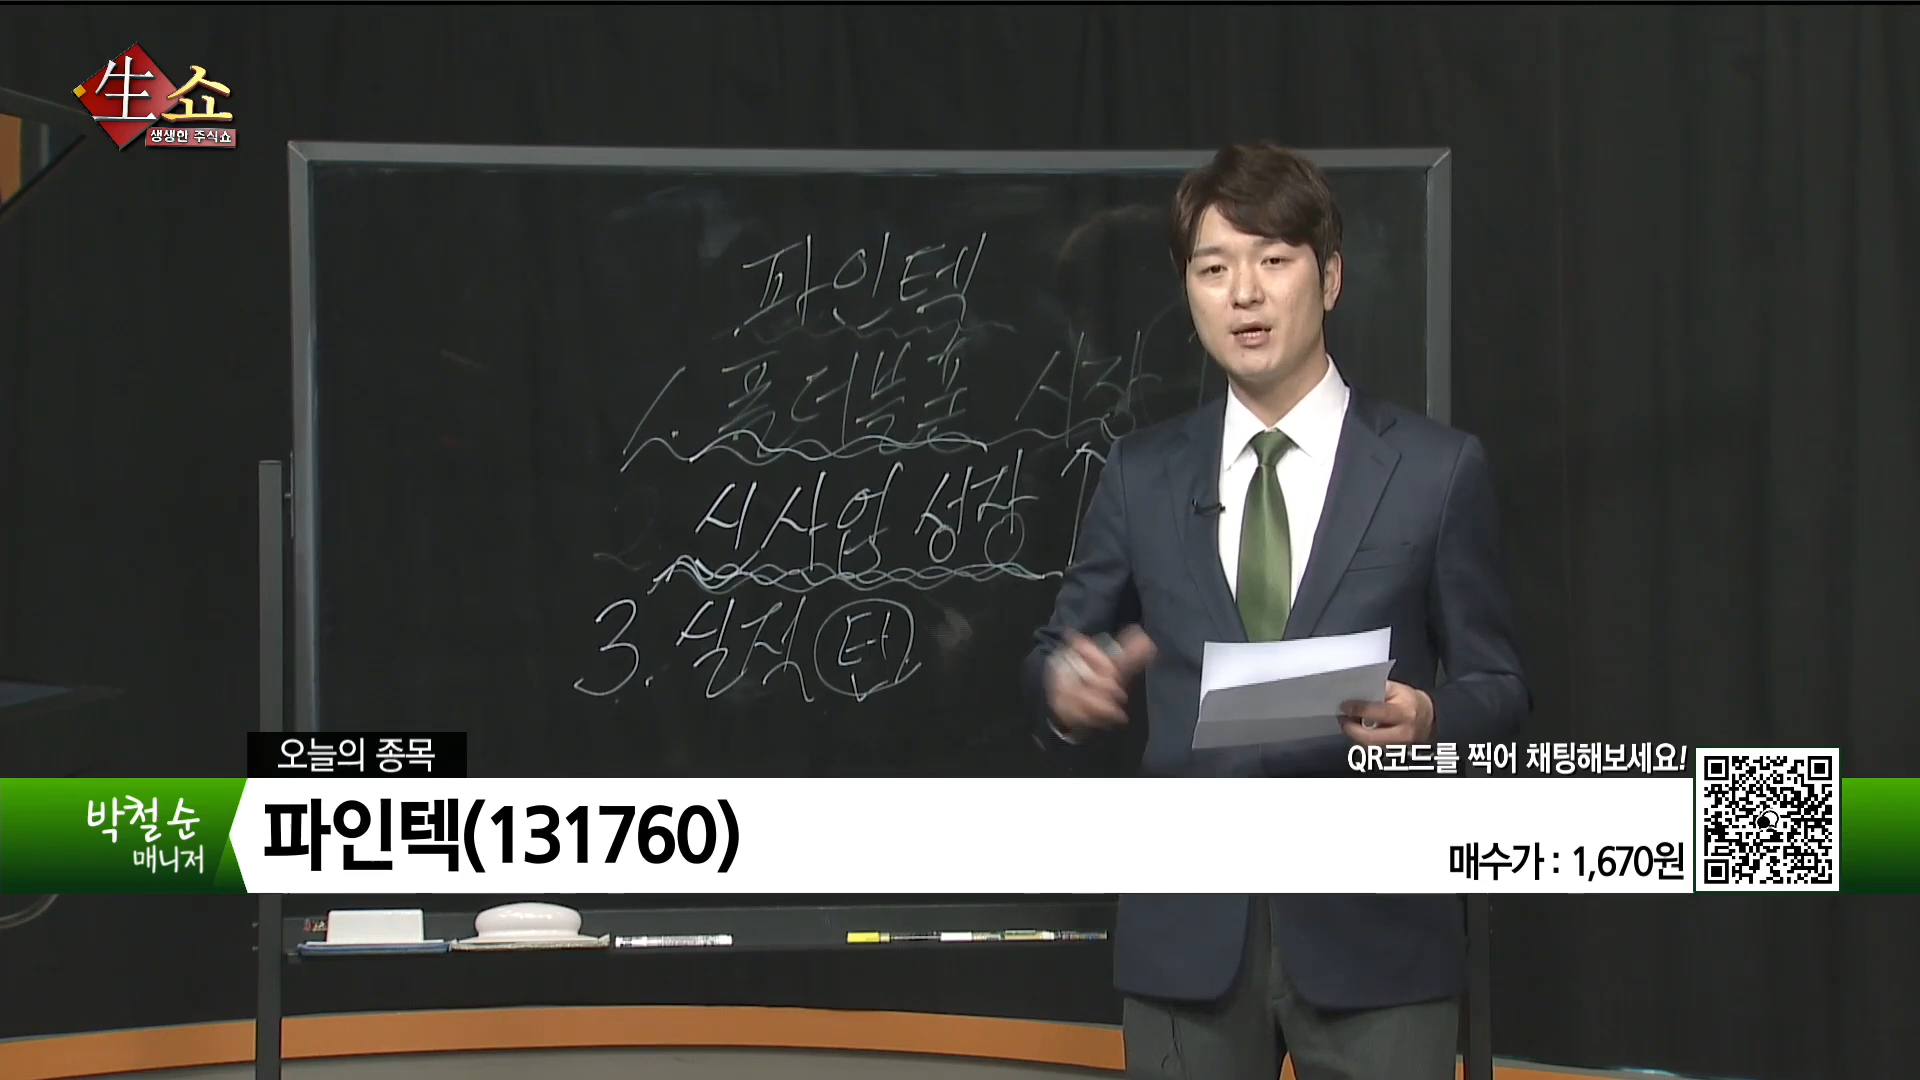 生쇼
생생한 주식쇼
파인텍
1. 폴더블폰 시장
2. 신사업 성장 ↑
3. 실적 턴
오늘의 종목
QR코드를 찍어 채팅해보세요!
박철순
매니저
파인텍(131760)
매수가 : 1,670원